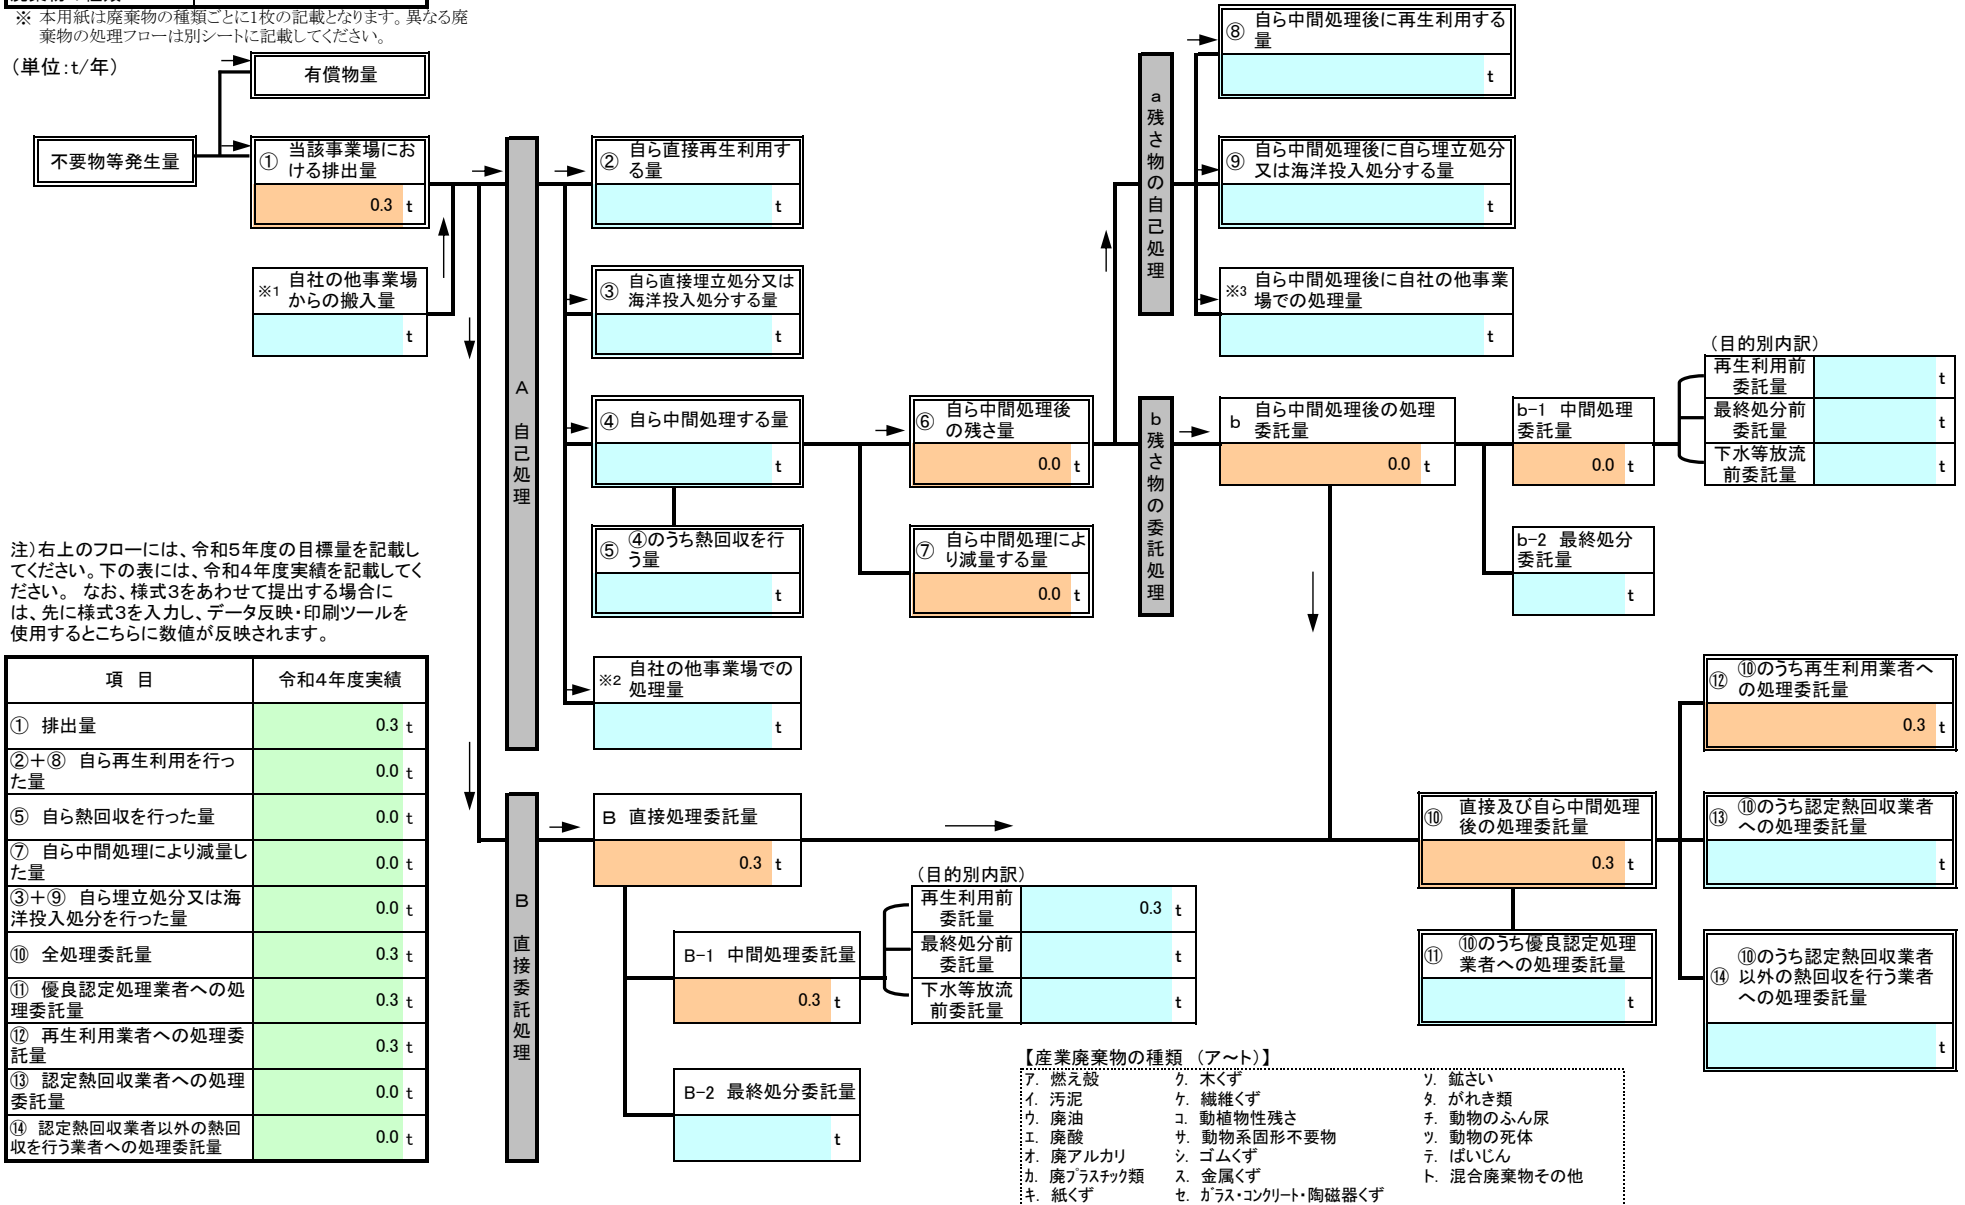 ※ 本用紙は廃棄物の種類ごとに1枚の記載となります。異なる廃
棄物の処理フローは別シートに記載してください。
（単位:t/年）
有償物量
不要物等発生量
① 当該事業場にお
ける排出量
0.3 t
※1 自社の他事業場
からの搬入量
t
A 自己処理
② 自ら直接再生利用す
る量
t
③ 自ら直接埋立処分又は
海洋投入処分する量
t
④ 自ら中間処理する量
t
⑤ ④のうち熱回収を行
う量
t
※2 自社の他事業場での
処理量
t
⑥ 自ら中間処理後
の残さ量
0.0 t
⑦ 自ら中間処理によ
り減量する量
0.0 t
a 残さ物の自己処理
⑧ 自ら中間処理後に再生利用する
量
t
⑨ 自ら中間処理後に自ら埋立処分
又は海洋投入処分する量
t
※3 自ら中間処理後に自社の他事業
場での処理量
t
b 残さ物の委託処理
b 自ら中間処理後の処理
委託量
0.0 t
b-1 中間処理
委託量
0.0 t
（目的別内訳）
再生利用前
委託量
t
最終処分前
委託量
t
下水等放流
前委託量
t
b-2 最終処分
委託量
t
注）右上のフローには、令和５年度の目標量を記載し
てください。下の表には、令和４年度実績を記載してく
ださい。 なお、様式3をあわせて提出する場合に
は、先に様式3を入力し、データ反映・印刷ツールを
使用するとこちらに数値が反映されます。
項 目 令和４年度実績
① 排出量 0.3 t
②＋⑧ 自ら再生利用を行っ
た量 0.0 t
⑤ 自ら熱回収を行った量 0.0 t
⑦ 自ら中間処理により減量し
た量 0.0 t
③＋⑨ 自ら埋立処分又は海
洋投入処分を行った量 0.0 t
⑩ 全処理委託量 0.3 t
⑪ 優良認定処理業者への処
理委託量 0.3 t
⑫ 再生利用業者への処理委
託量 0.3 t
⑬ 認定熱回収業者への処理
委託量 0.0 t
⑭ 認定熱回収業者以外の熱回
収を行う業者への処理委託量 0.0 t
B 直接委託処理
B 直接処理委託量
0.3 t
B-1 中間処理委託量
0.3 t
（目的別内訳）
再生利用前
委託量
0.3 t
最終処分前
委託量
t
下水等放流
前委託量
t
B-2 最終処分委託量
t
⑩ 直接及び自ら中間処理
後の処理委託量
0.3 t
⑪ ⑩のうち優良認定処理
業者への処理委託量
t
⑫ ⑩のうち再生利用業者へ
の処理委託量
0.3 t
⑬ ⑩のうち認定熱回収業者
への処理委託量
t
⑭ ⑩のうち認定熱回収業者
以外の熱回収を行う業者
への処理委託量
t
【産業廃棄物の種類 （ア～ト）】
ア. 燃え殻 ク. 木くず ソ. 鉱さい
イ. 汚泥 ケ. 繊維くず タ. がれき類
ウ. 廃油 コ. 動植物性残さ チ. 動物のふん尿
エ. 廃酸 サ. 動物系固形不要物 ツ. 動物の死体
オ. 廃アルカリ シ. ゴムくず テ. ばいじん
カ. 廃プラスチック類 ス. 金属くず ト. 混合廃棄物その他
キ. 紙くず セ. ガラス・コンクリート・陶磁器くず